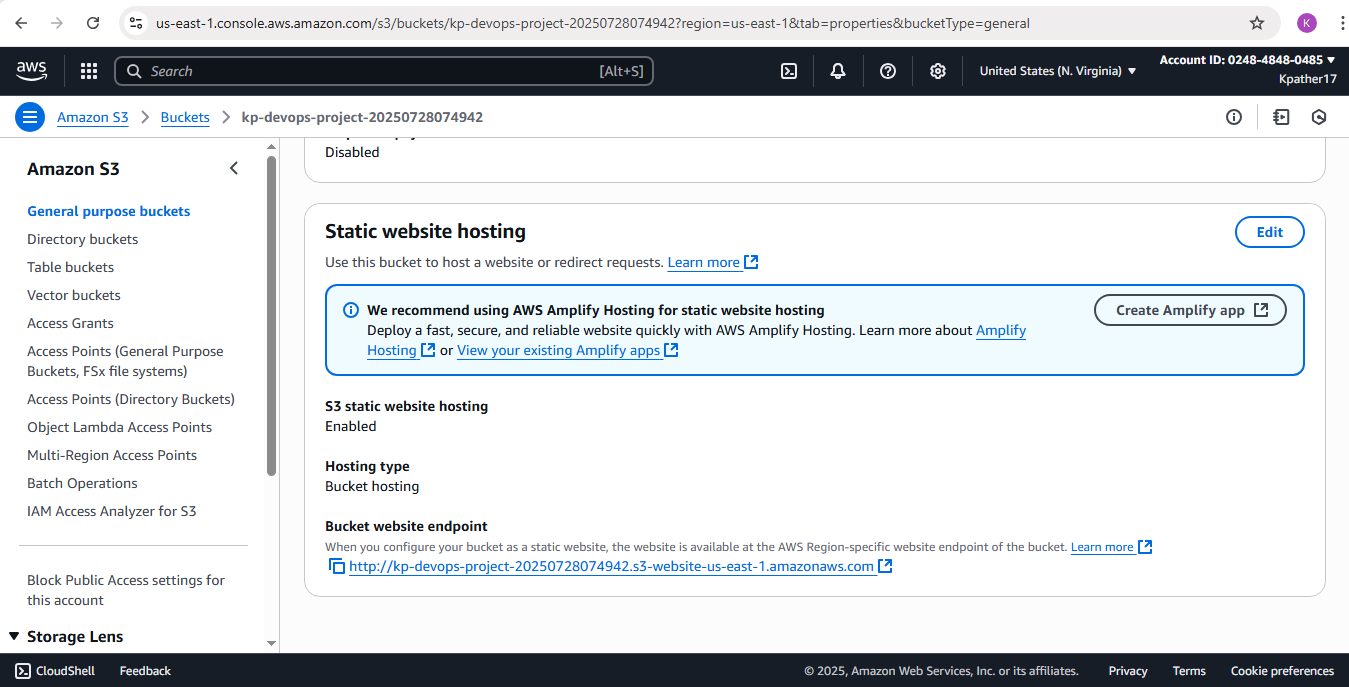 us-east-1.console.aws.amazon.com/s3/buckets/kp-devops-project-20250728074942?region=us-east-1&tab=properties&bucketType=general
K
aws
Search
[Alt+S]
United States (N. Virginia)
Account ID: 0248-4848-0485
Kpather17
Amazon S3
Buckets
kp-devops-project-20250728074942
Amazon S3
General purpose buckets
Directory buckets
Table buckets
Vector buckets
Access Grants
Access Points (General Purpose
Buckets, FSx file systems)
Access Points (Directory Buckets)
Object Lambda Access Points
Multi-Region Access Points
Batch Operations
IAM Access Analyzer for S3
Block Public Access settings for
this account
Storage Lens
Disabled
Static website hosting
Edit
Use this bucket to host a website or redirect requests. Learn more
We recommend using AWS Amplify Hosting for static website hosting
Deploy a fast, secure, and reliable website quickly with AWS Amplify Hosting. Learn more about Amplify
Hosting or View your existing Amplify apps
Create Amplify app
S3 static website hosting
Enabled
Hosting type
Bucket hosting
Bucket website endpoint
When you configure your bucket as a static website, the website is available at the AWS Region-specific website endpoint of the bucket. Learn more
http://kp-devops-project-20250728074942.s3-website-us-east-1.amazonaws.com
CloudShell
Feedback
© 2025, Amazon Web Services, Inc. or its affiliates.
Privacy
Terms
Cookie preferences